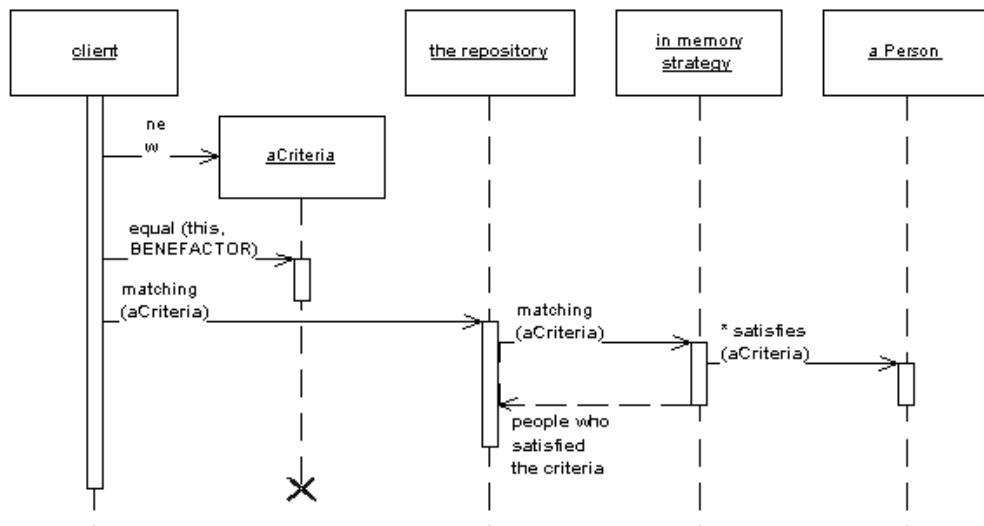 client
the repository
in memory
strategy
a Person
ne
w
aCriteria
equal (this,
BENEFACTOR)
matching
(aCriteria)
matching
(aCriteria)
* satisfies
(aCriteria)
people who
satisfied
the criteria